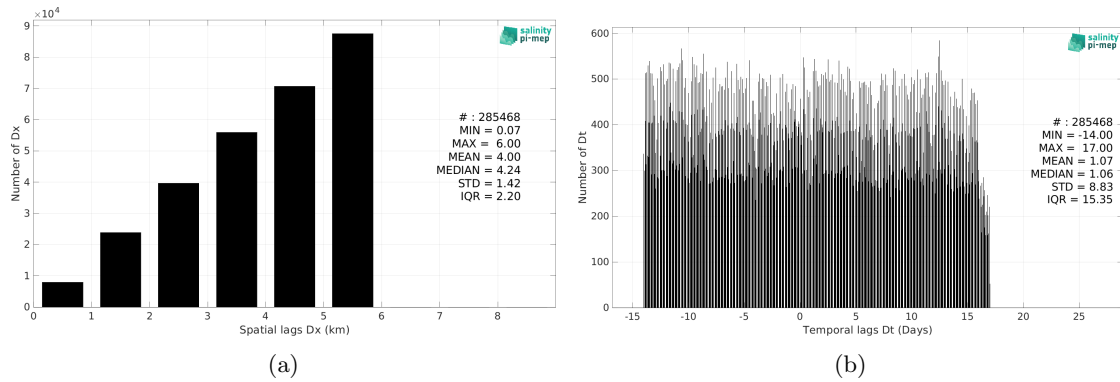 ×10⁴
9
8
7
6
5
4
3
2
1
0
Number of Dx
salinity
pi-mep
# : 285468
MIN = 0.07
MAX = 6.00
MEAN = 4.00
MEDIAN = 4.24
STD = 1.42
IQR = 2.20
0 1 2 3 4 5 6 7 8
Spatial lags Dx (km)
(a)
600
500
400
300
200
100
0
Number of Dt
salinity
pi-mep
# : 285468
MIN = -14.00
MAX = 17.00
MEAN = 1.07
MEDIAN = 1.06
STD = 8.83
IQR = 15.35
-15 -10 -5 0 5 10 15 20 25
Temporal lags Dt (Days)
(b)